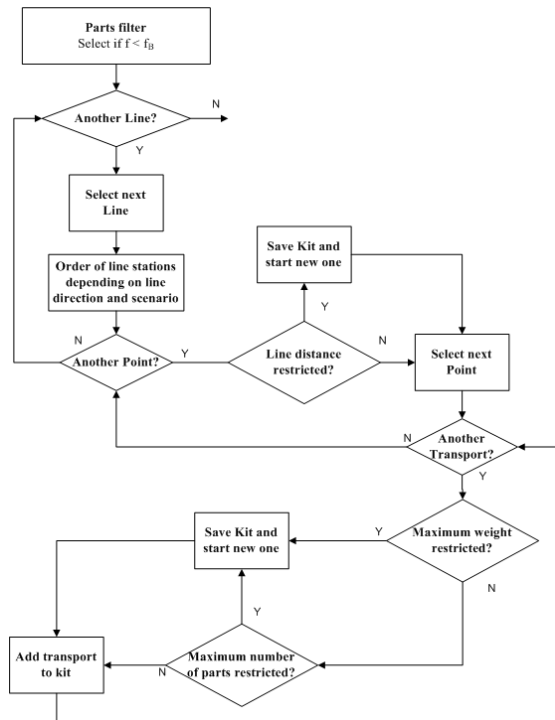 Parts filter
Select if f < fB
Another Line?
N
Y
Select next
Line
Order of line stations
depending on line
direction and scenario
Save Kit and
start new one
Y
N
Another Point?
Y
Line distance
restricted?
N
Select next
Point
N
Another
Transport?
Y
Save Kit and
start new one
Y
Maximum weight
restricted?
N
Y
Add transport
to kit
N
Maximum number
of parts restricted?